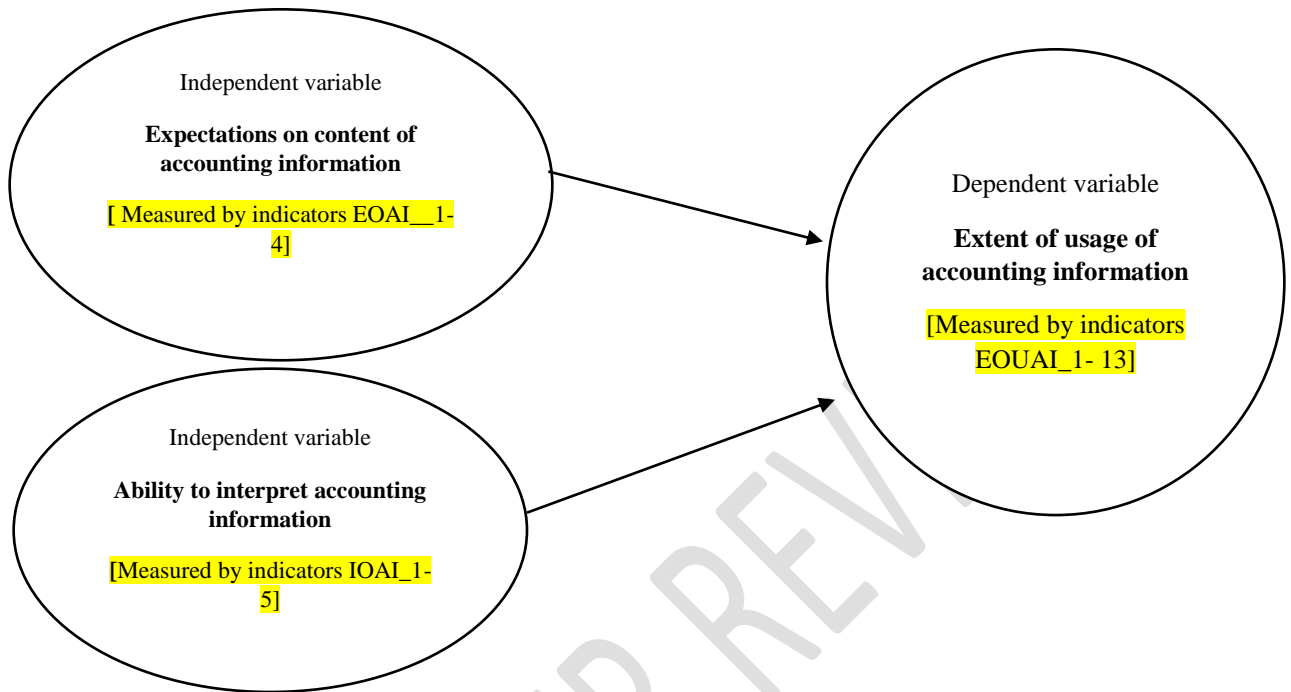 Independent variable
Expectations on content of
accounting information
[ Measured by indicators EOAI__1-
4]
Independent variable
Ability to interpret accounting
information
[Measured by indicators IOAI_1-
5]
Dependent variable
Extent of usage of
accounting information
[Measured by indicators
EOUAI_1- 13]